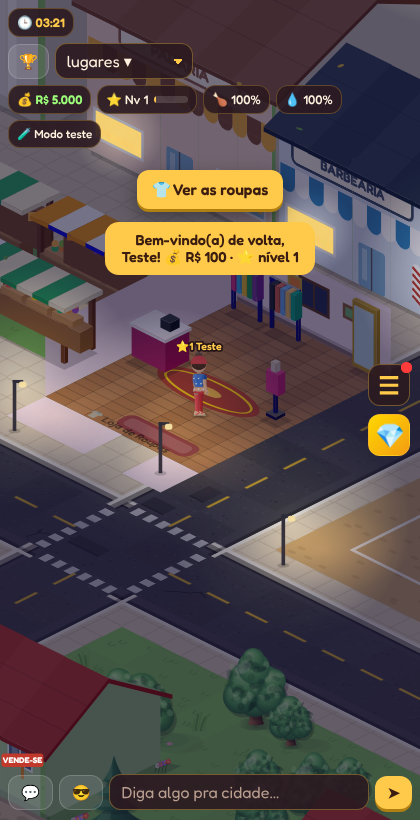 03:21
lugares ▾
R$ 5.000
Nv 1
100%
100%
Modo teste
BARBEARIA
Ver as roupas
Bem-vindo(a) de volta,
Teste! 💰 R$ 100 · ⭐ nível 1
⭐1 Teste
VENDE-SE
Diga algo pra cidade...